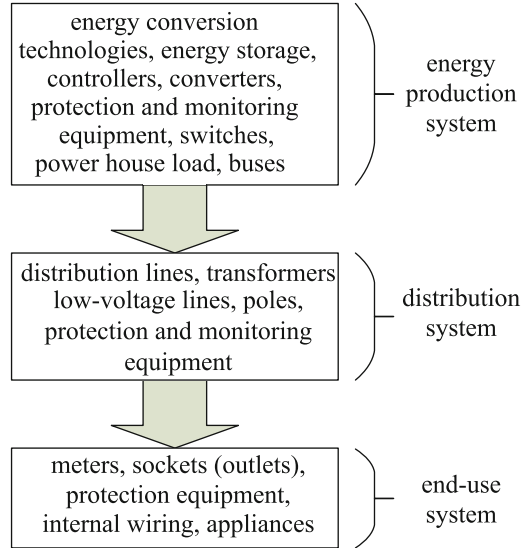 energy conversion
technologies, energy storage,
controllers, converters,
protection and monitoring
equipment, switches,
power house load, buses
energy
production
system
distribution lines, transformers
low-voltage lines, poles,
protection and monitoring
equipment
distribution
system
meters, sockets (outlets),
protection equipment,
internal wiring, appliances
end-use
system